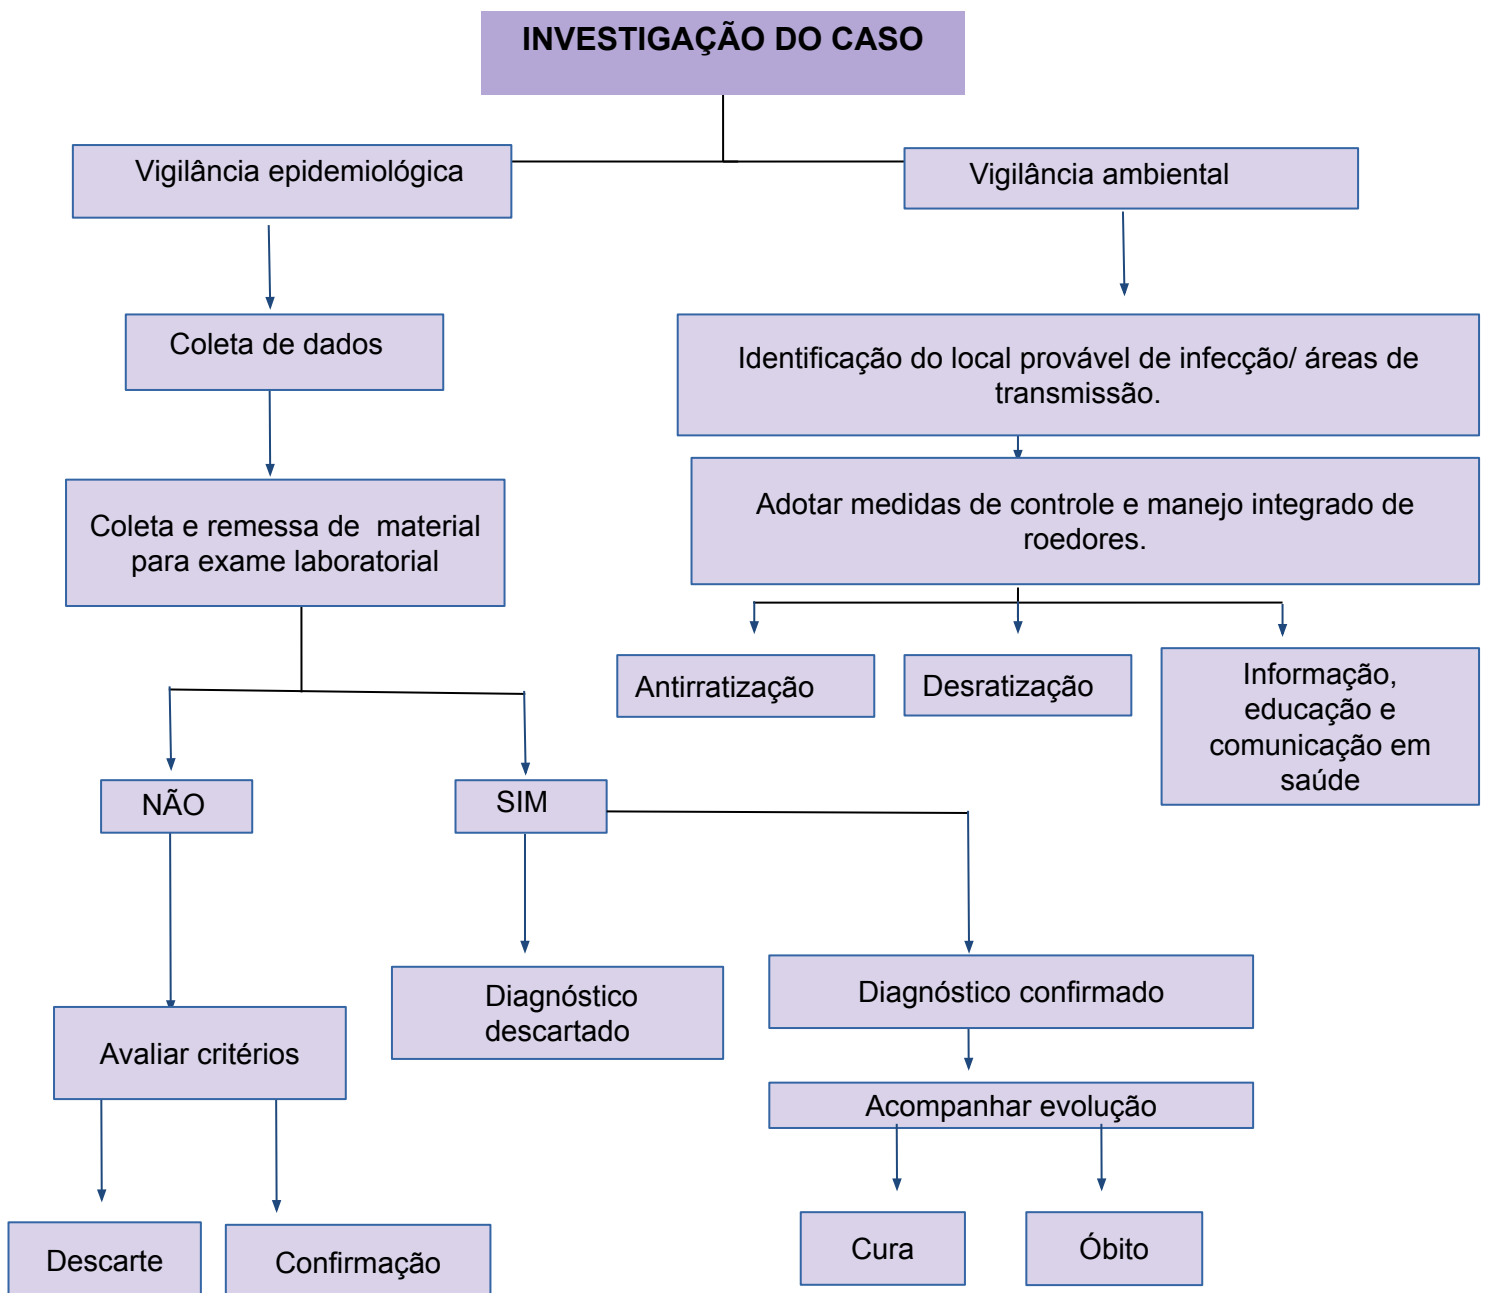 INVESTIGAÇÃO DO CASO
Vigilância epidemiológica
Vigilância ambiental
Coleta de dados
Identificação do local provável de infecção/ áreas de
transmissão.
Coleta e remessa de material
para exame laboratorial
Adotar medidas de controle e manejo integrado de
roedores.
Antirratização
Desratização
Informação,
educação e
comunicação em
saúde
NÃO
SIM
Diagnóstico
descartado
Diagnóstico confirmado
Avaliar critérios
Acompanhar evolução
Descarte
Confirmação
Cura
Óbito